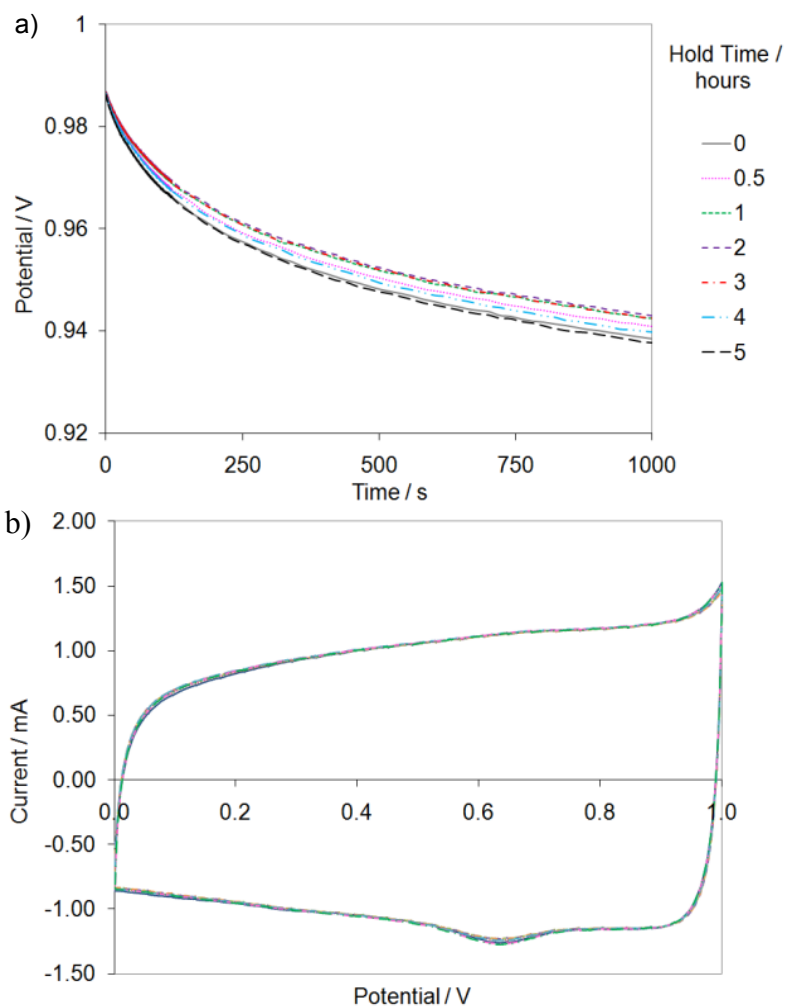 a)
1
0.98
0.96
0.94
0.92
Potential / V
0 250 500 750 1000
Time / s
Hold Time /
hours
0
0.5
1
2
3
4
5
b)
2.00
1.50
1.00
0.50
0.00
-0.50
-1.00
-1.50
Current / mA
0.0 0.2 0.4 0.6 0.8 1.0
Potential / V